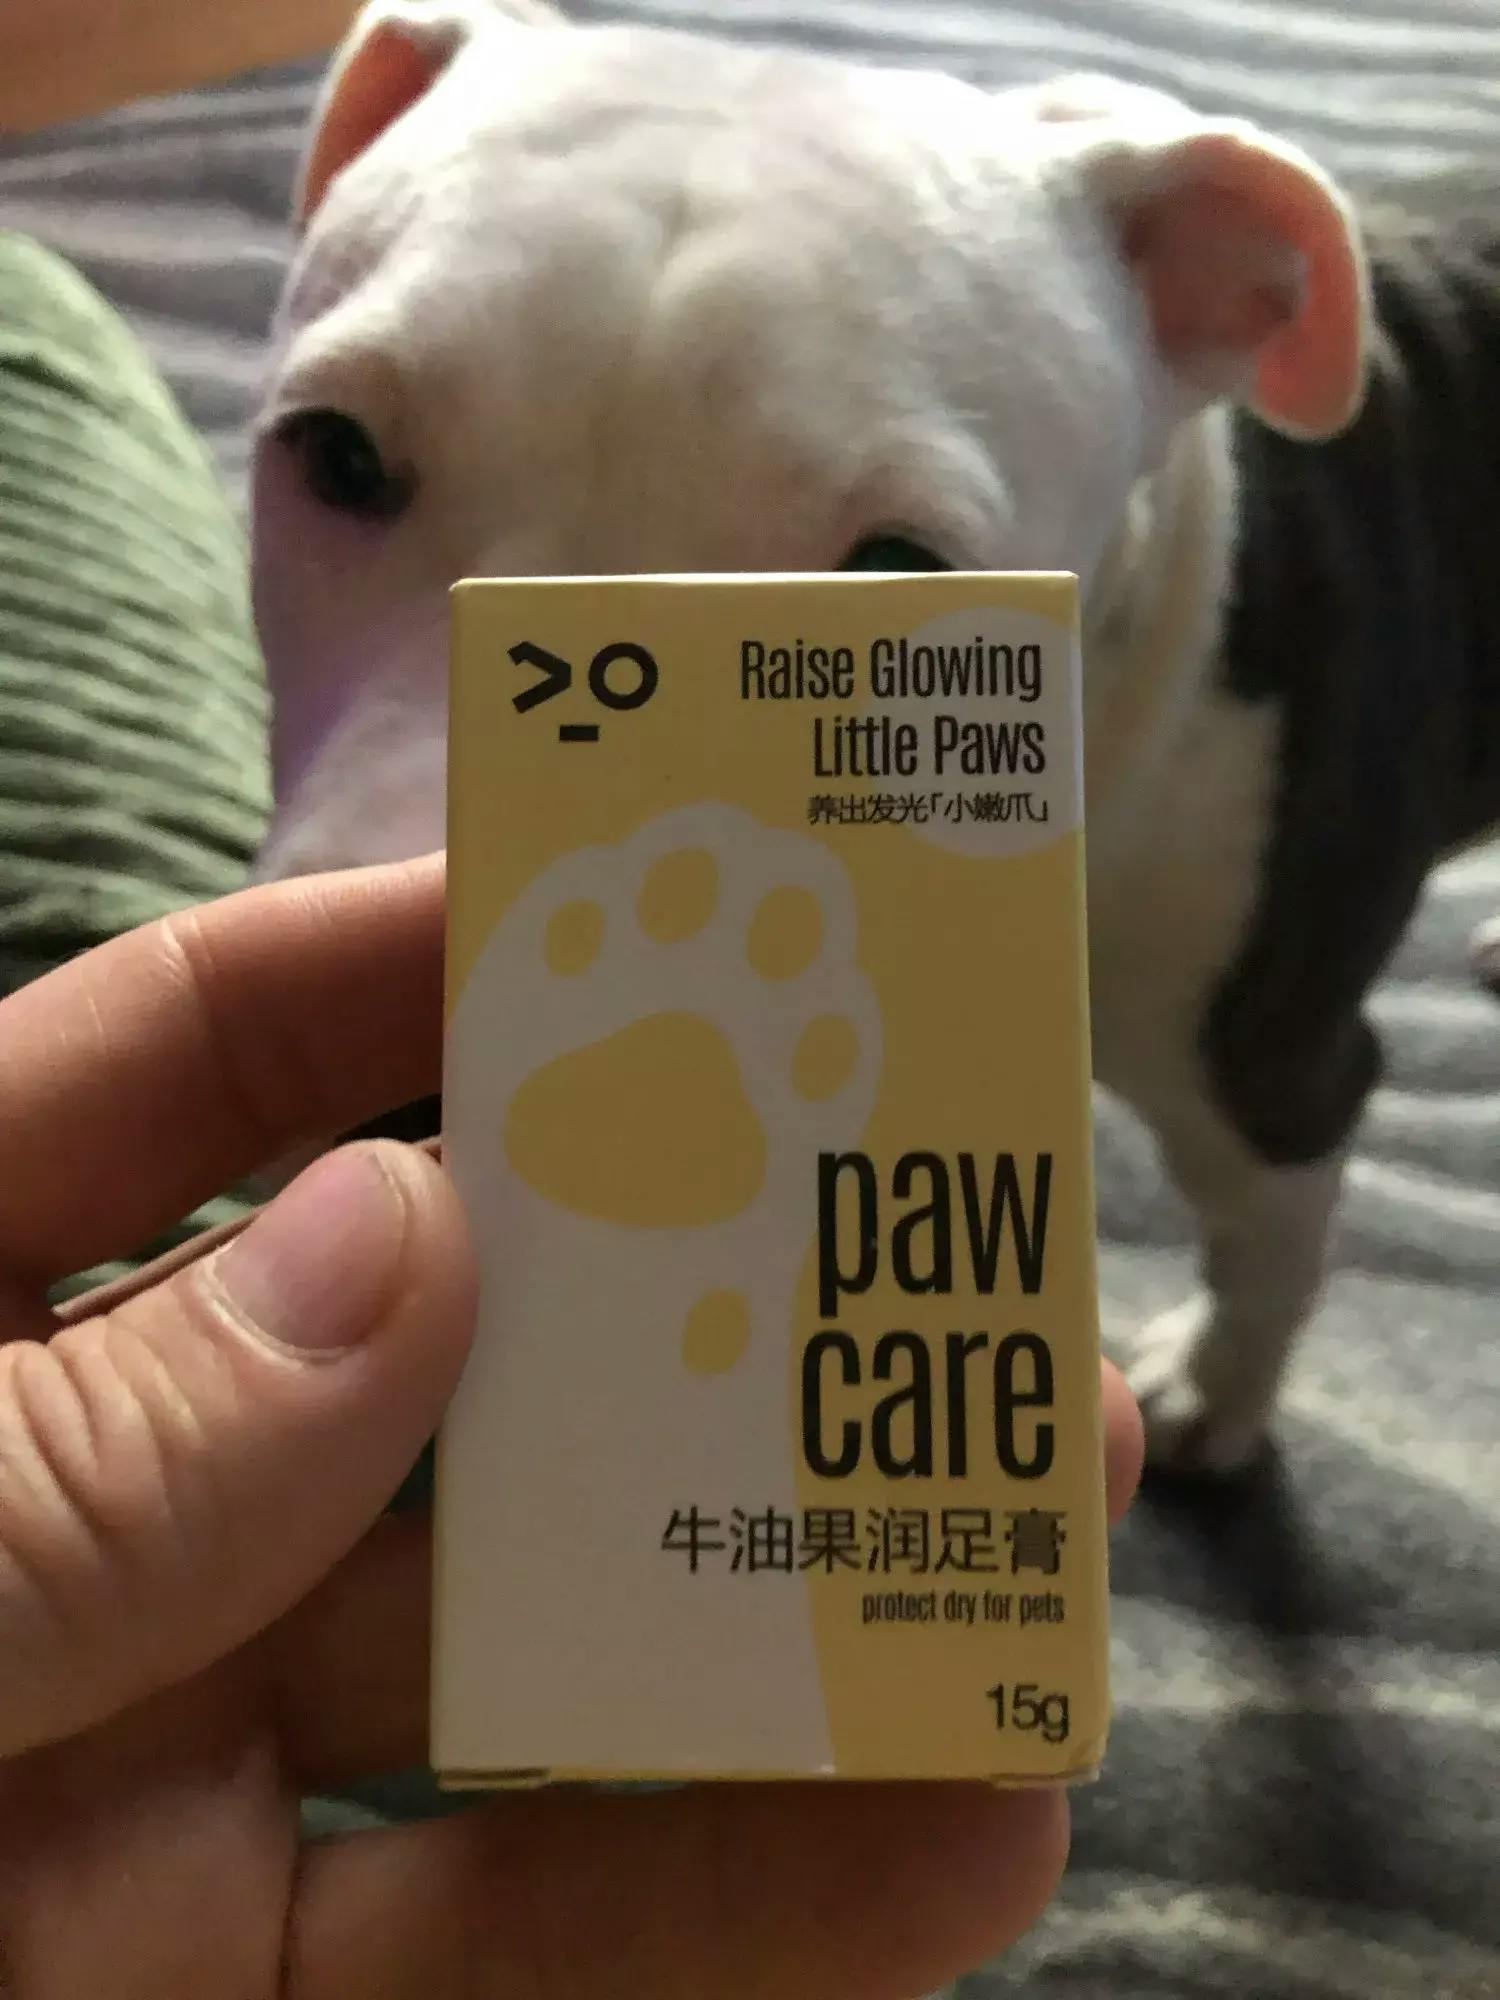 Raise Glowing
Little Paws
养出发光「小嫩爪」
paw
care
牛油果润足膏
protect dry for pets
15g